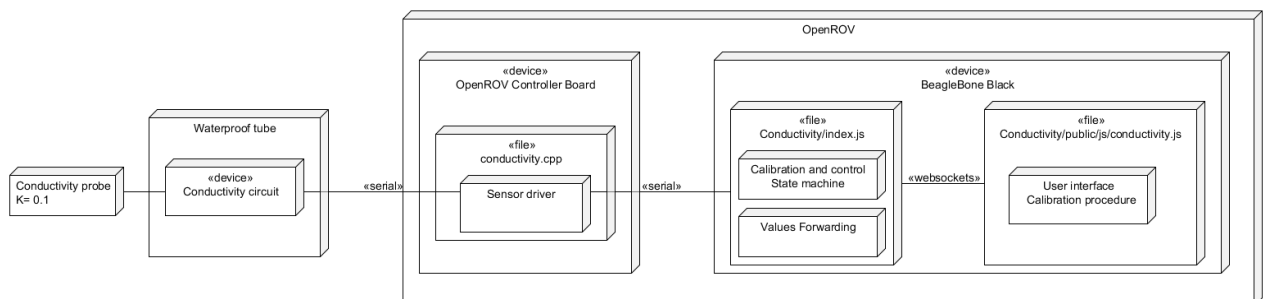 OpenROV
«device»
OpenROV Controller Board
«device»
BeagleBone Black
Waterproof tube
«file»
conductivity.cpp
«file»
Conductivity/index.js
«file»
Conductivity/public/js/conductivity.js
Conductivity probe
K= 0.1
«device»
Conductivity circuit
«serial»
Sensor driver
«serial»
Calibration and control
State machine
«websockets»
User interface
Calibration procedure
Values Forwarding